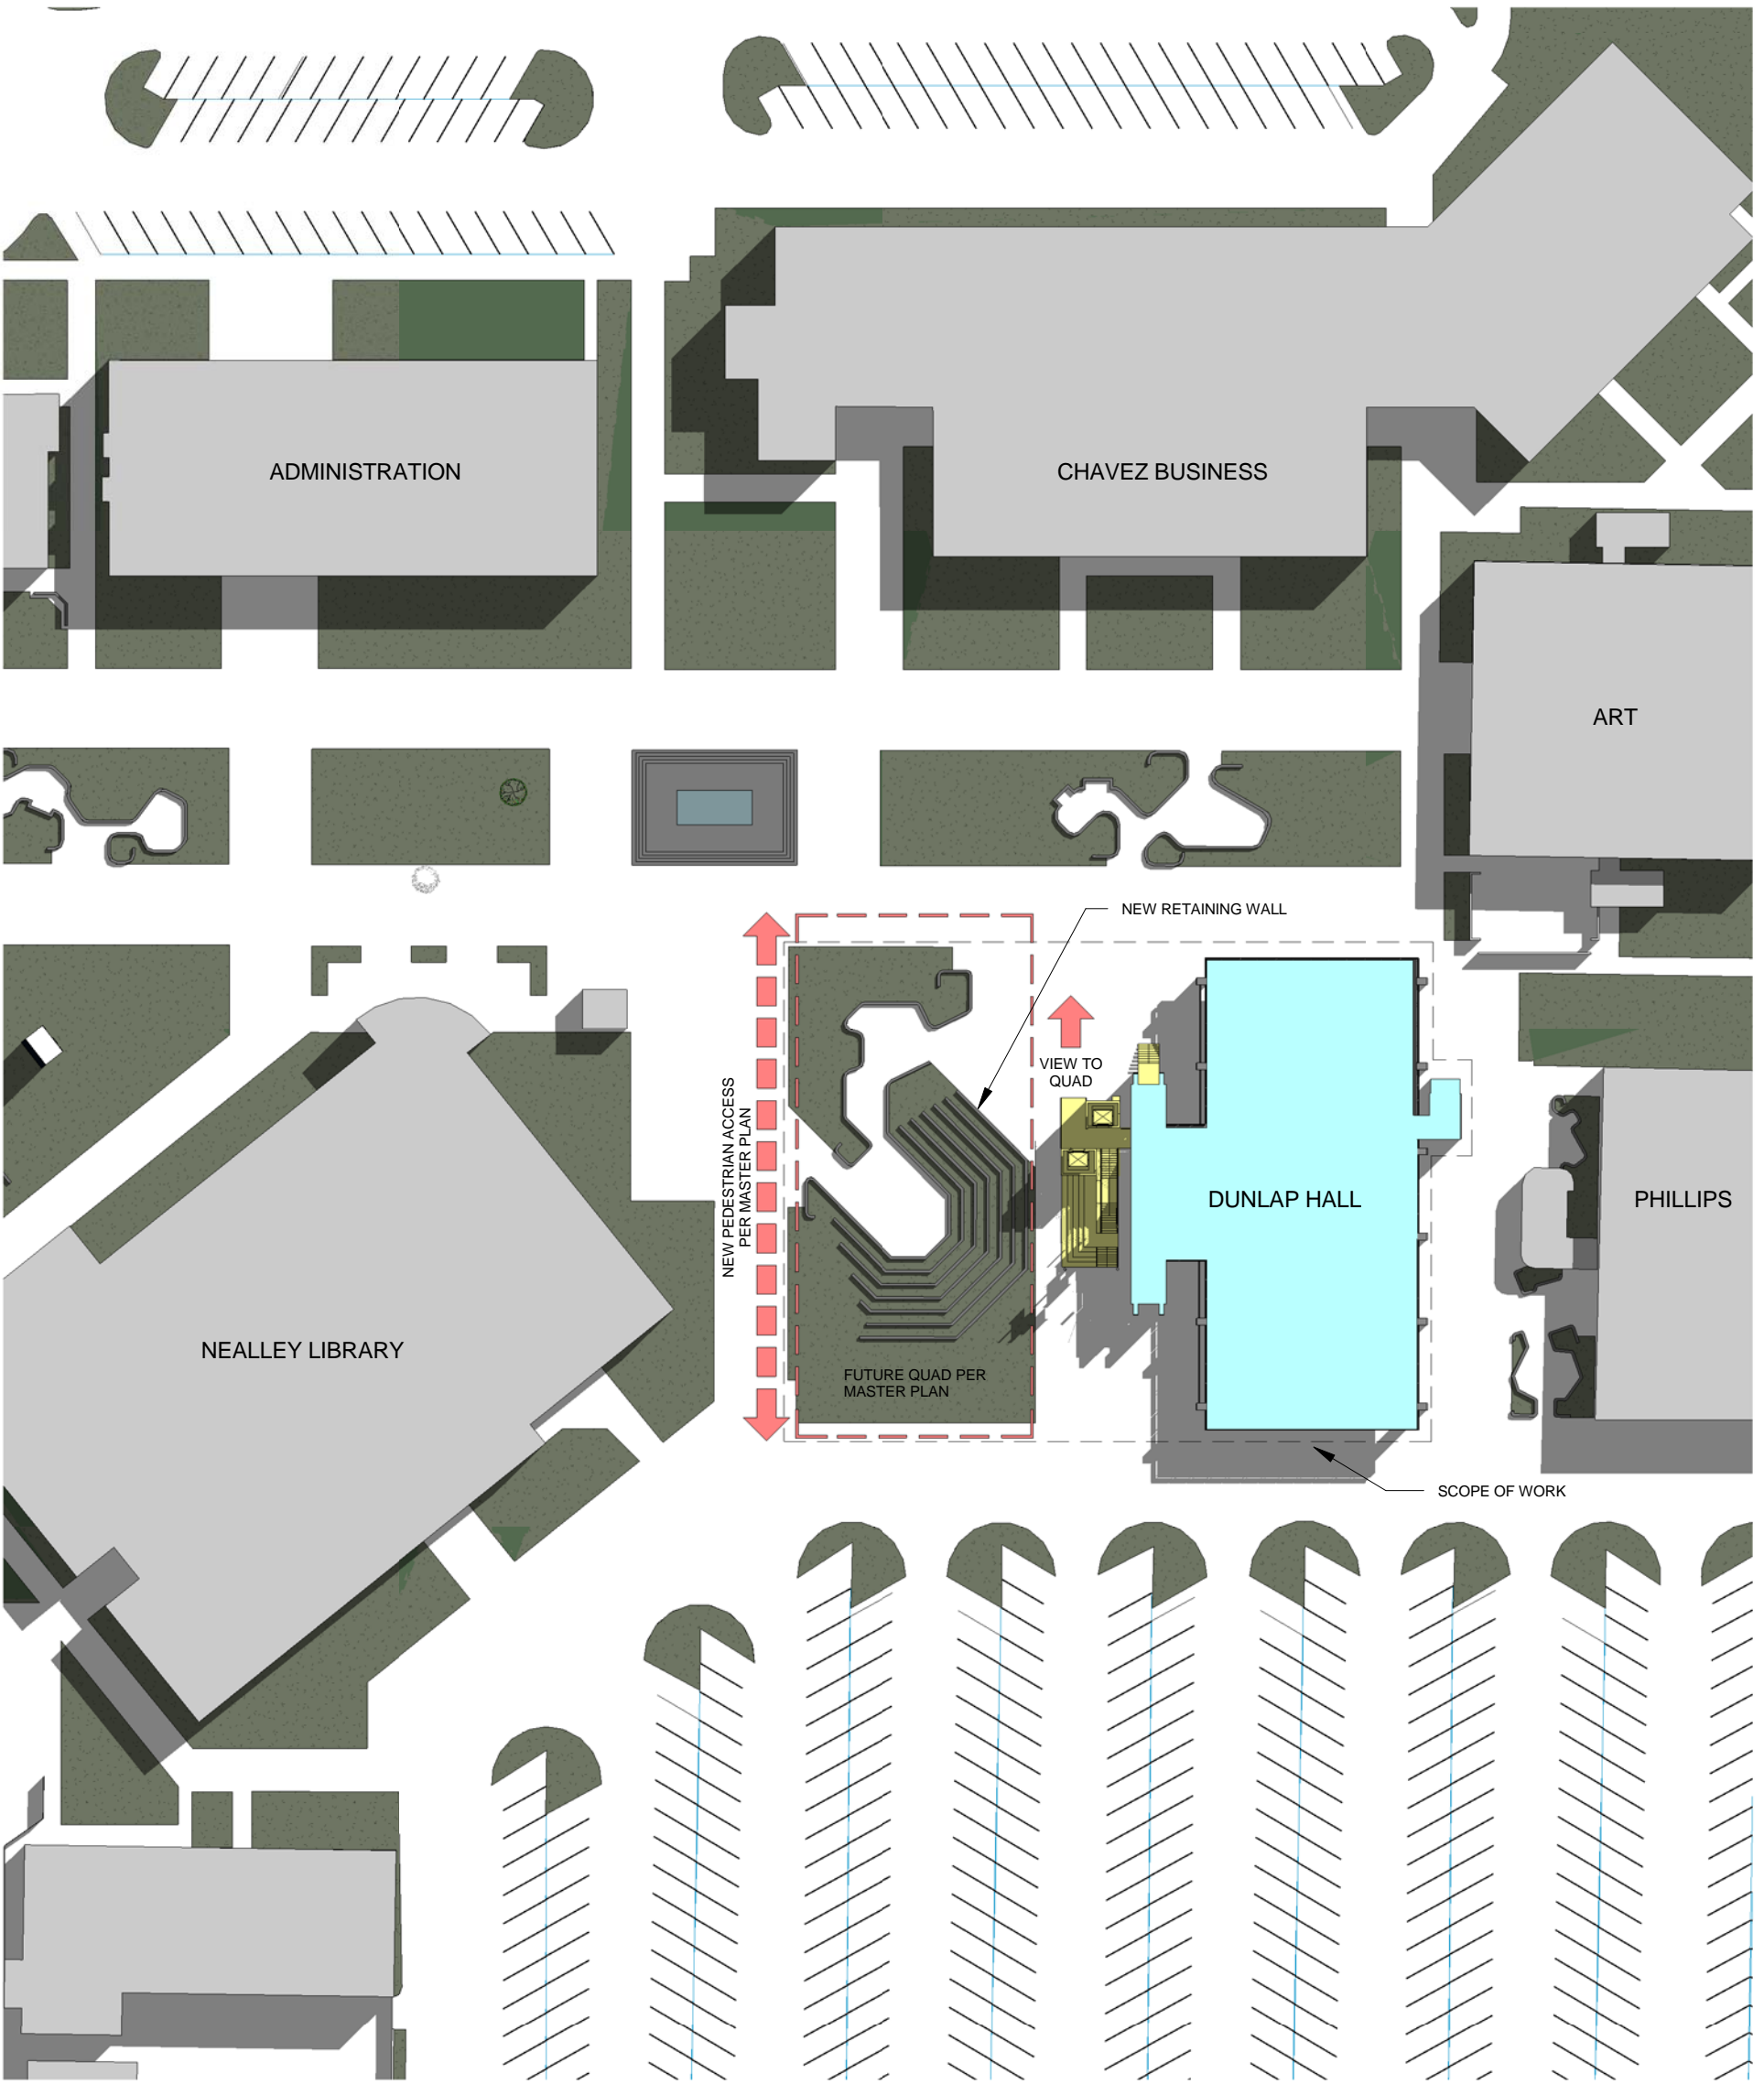 ADMINISTRATION
CHAVEZ BUSINESS
ART
NEW RETAINING WALL
VIEW TO
QUAD
NEW PEDESTRIAN ACCESS
PER MASTER PLAN
DUNLAP HALL
PHILLIPS
NEALLEY LIBRARY
FUTURE QUAD PER
MASTER PLAN
SCOPE OF WORK